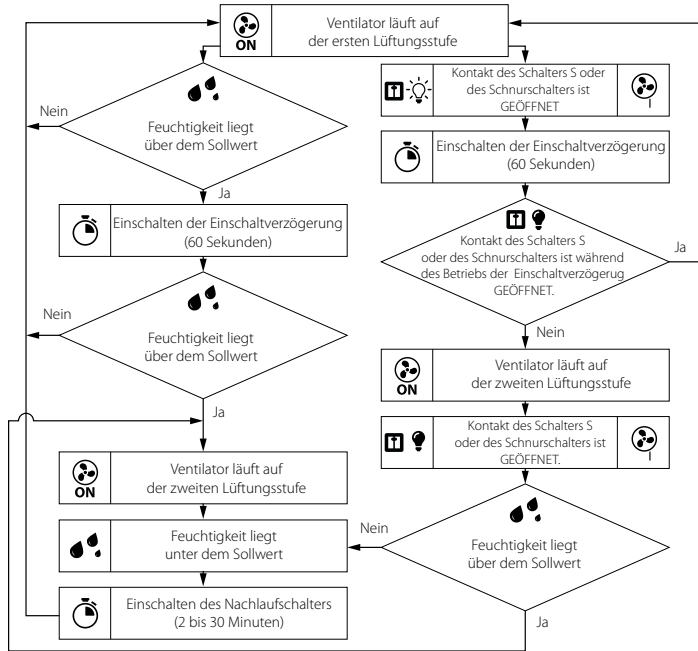 ON
Ventilator läuft auf
der ersten Lüftungsstufe
Nein
Feuchtigkeit liegt
über dem Sollwert
Ja
Einschalten der Einschaltverzögerung
(60 Sekunden)
Nein
Feuchtigkeit liegt
über dem Sollwert
Ja
ON
Ventilator läuft auf
der zweiten Lüftungsstufe
Feuchtigkeit liegt
unter dem Sollwert
Einschalten des Nachlaufschalters
(2 bis 30 Minuten)
Kontakt des Schalters S oder
des Schnurschalters ist
GEÖFFNET
Einschalten der Einschaltverzögerung
(60 Sekunden)
Kontakt des Schalters S
oder des Schnurschalters ist während
des Betriebs der Einschaltverzögerug
GEÖFFNET.
Ja
Nein
ON
Ventilator läuft auf
der zweiten Lüftungsstufe
Kontakt des Schalters S
oder des Schnurschalters ist
GEÖFFNET.
Nein
Feuchtigkeit liegt
über dem Sollwert
Ja